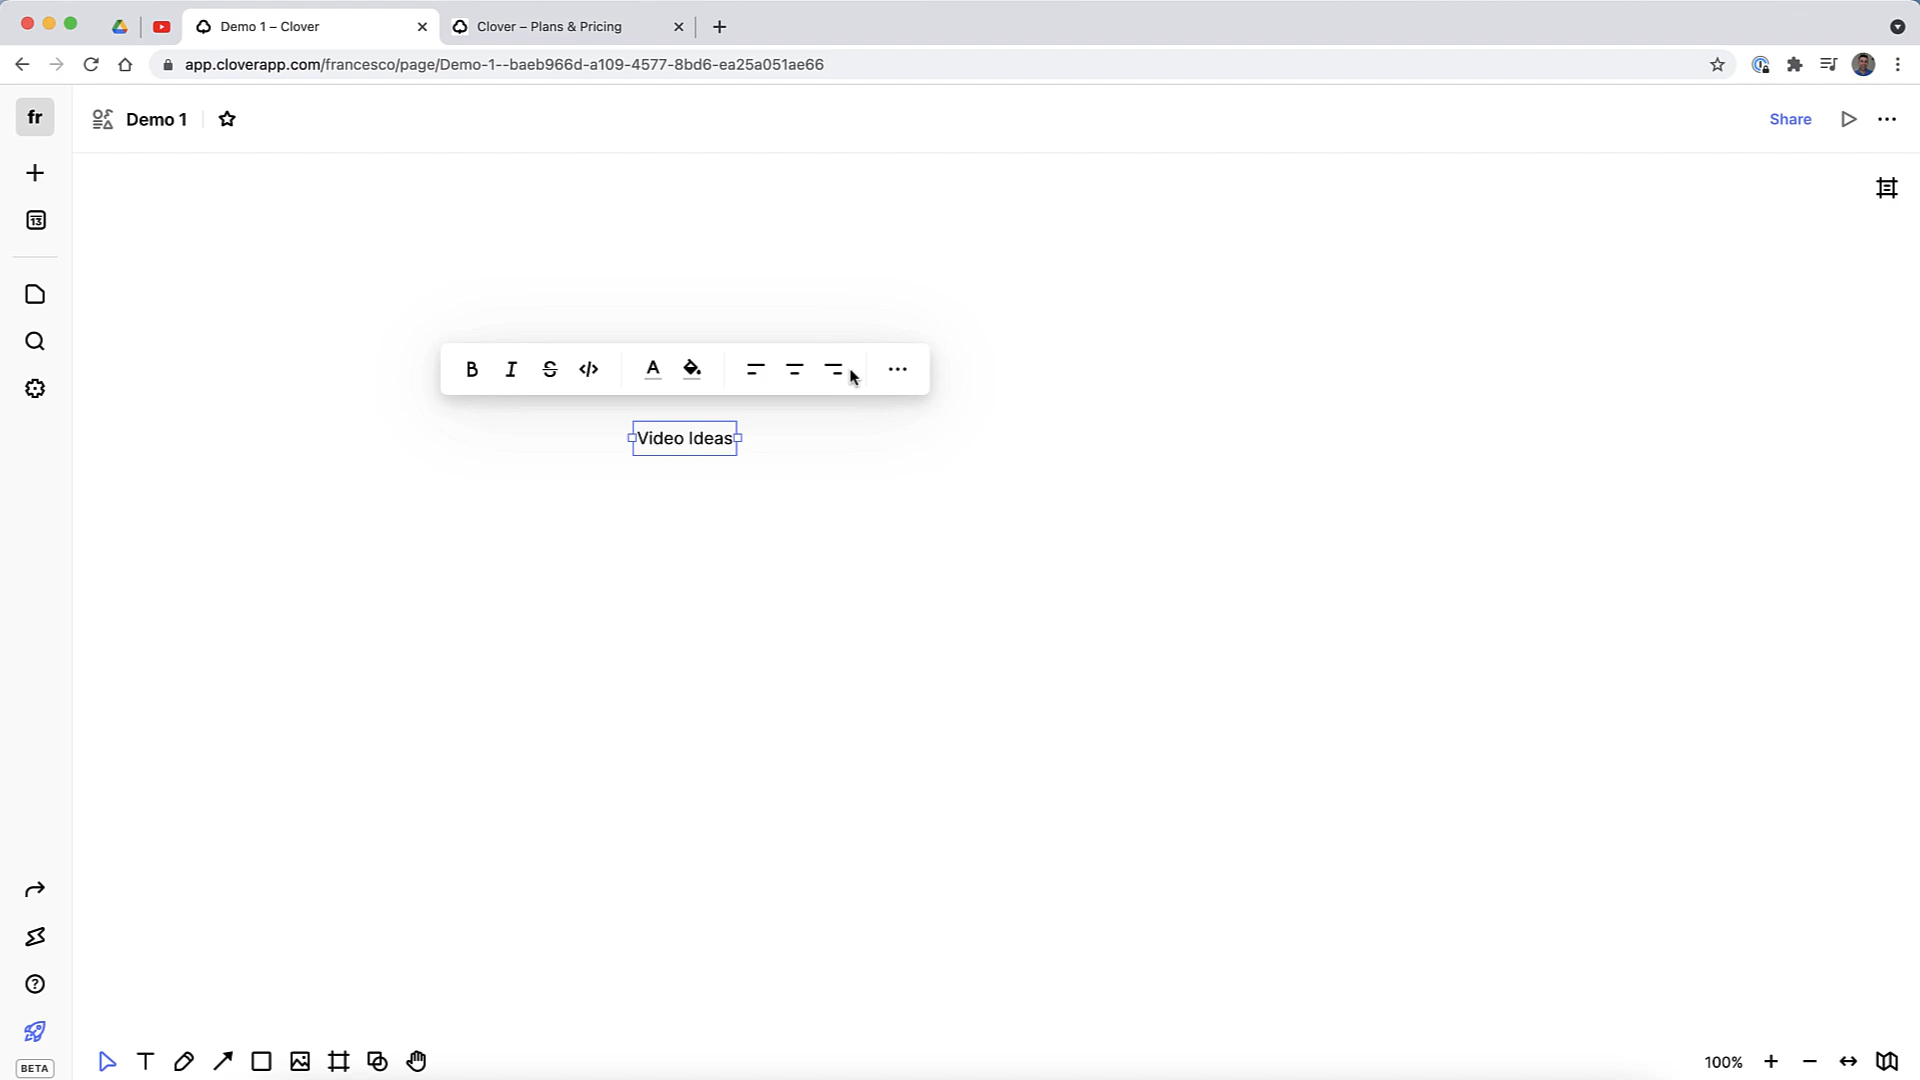 Demo 1 – Clover
Clover – Plans & Pricing
app.cloverapp.com/francesco/page/Demo-1--baeb966d-a109-4577-8bd6-ea25a051ae66
fr
Demo 1
Share
13
B I S </> A
Video Ideas
BETA
T
100%